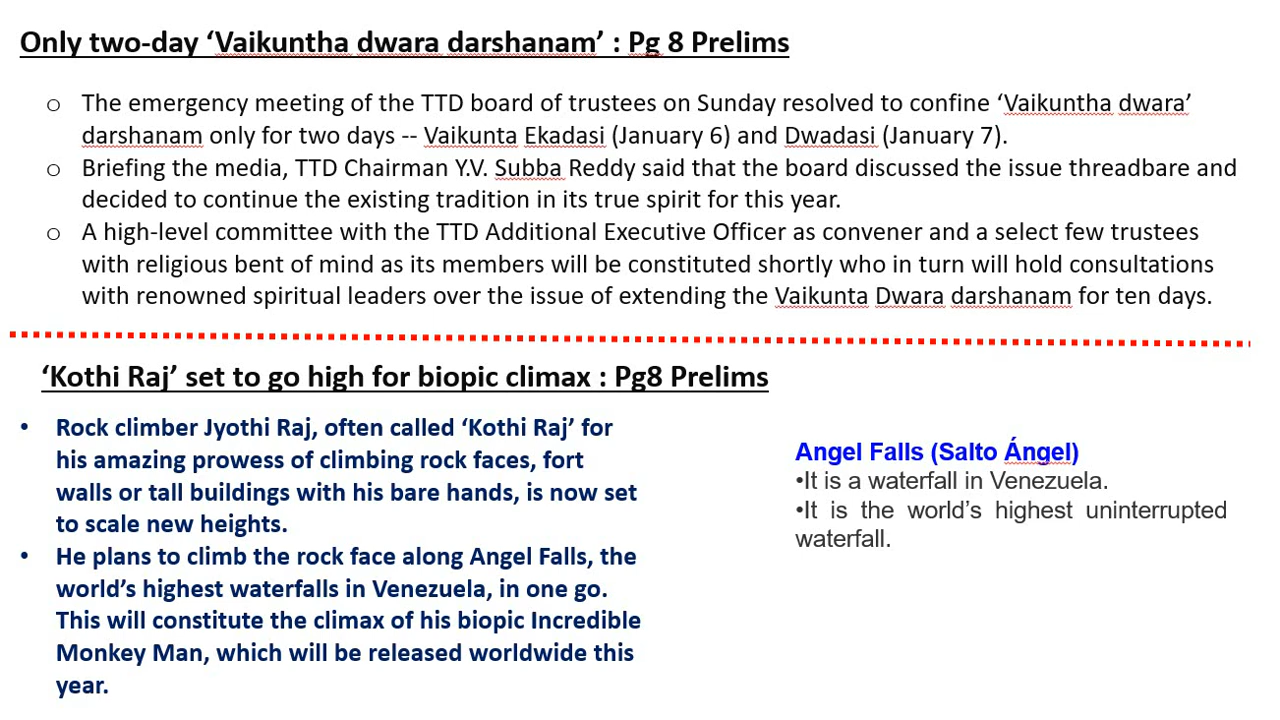 Only two-day ‘Vaikuntha dwara darshanam’ : Pg 8 Prelims
o The emergency meeting of the TTD board of trustees on Sunday resolved to confine ‘Vaikuntha dwara’
darshanam only for two days -- Vaikunta Ekadasi (January 6) and Dwadasi (January 7).
o Briefing the media, TTD Chairman Y.V. Subba Reddy said that the board discussed the issue threadbare and
decided to continue the existing tradition in its true spirit for this year.
o A high-level committee with the TTD Additional Executive Officer as convener and a select few trustees
with religious bent of mind as its members will be constituted shortly who in turn will hold consultations
with renowned spiritual leaders over the issue of extending the Vaikunta Dwara darshanam for ten days.
‘Kothi Raj’ set to go high for biopic climax : Pg8 Prelims
• Rock climber Jyothi Raj, often called ‘Kothi Raj’ for
his amazing prowess of climbing rock faces, fort
walls or tall buildings with his bare hands, is now set
to scale new heights.
• He plans to climb the rock face along Angel Falls, the
world’s highest waterfalls in Venezuela, in one go.
This will constitute the climax of his biopic Incredible
Monkey Man, which will be released worldwide this
year.
Angel Falls (Salto Ángel)
•It is a waterfall in Venezuela.
•It is the world’s highest uninterrupted
waterfall.